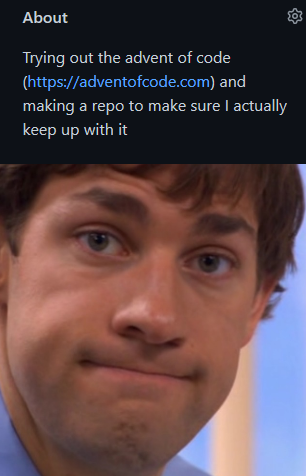 About
Trying out the advent of code
(https://adventofcode.com) and
making a repo to make sure I actually
keep up with it